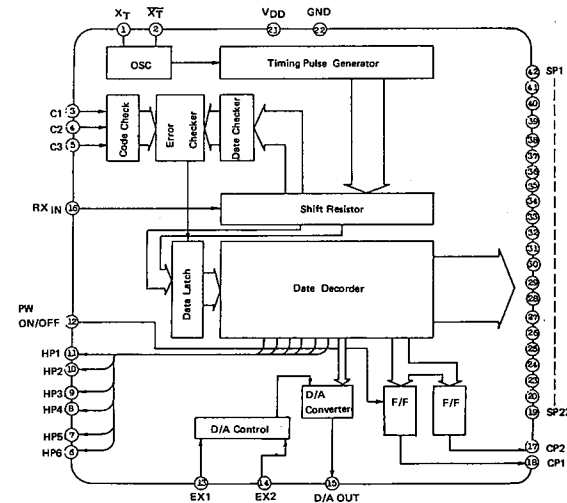 XT X̅T̅ VDD GND
1 2 21 22
OSC
Timing Pulse Generator
42 SP1
41
40
39
38
37
36
35
34
33
32
31
30
29
28
27
26
25
24
23
20
19 SP22
C1 3
C2 4
C3 5
Code Check
Error Checker
Date Checker
RX IN 16
Shift Resistor
Data Latch
Date Decorder
PW ON/OFF 12
HP1 11
HP2 10
HP3 9
HP4 8
HP5 7
HP6 6
D/A Control
D/A Converter
F/F
F/F
17 CP2
18 CP1
13 14 15
EX1 EX2 D/A OUT